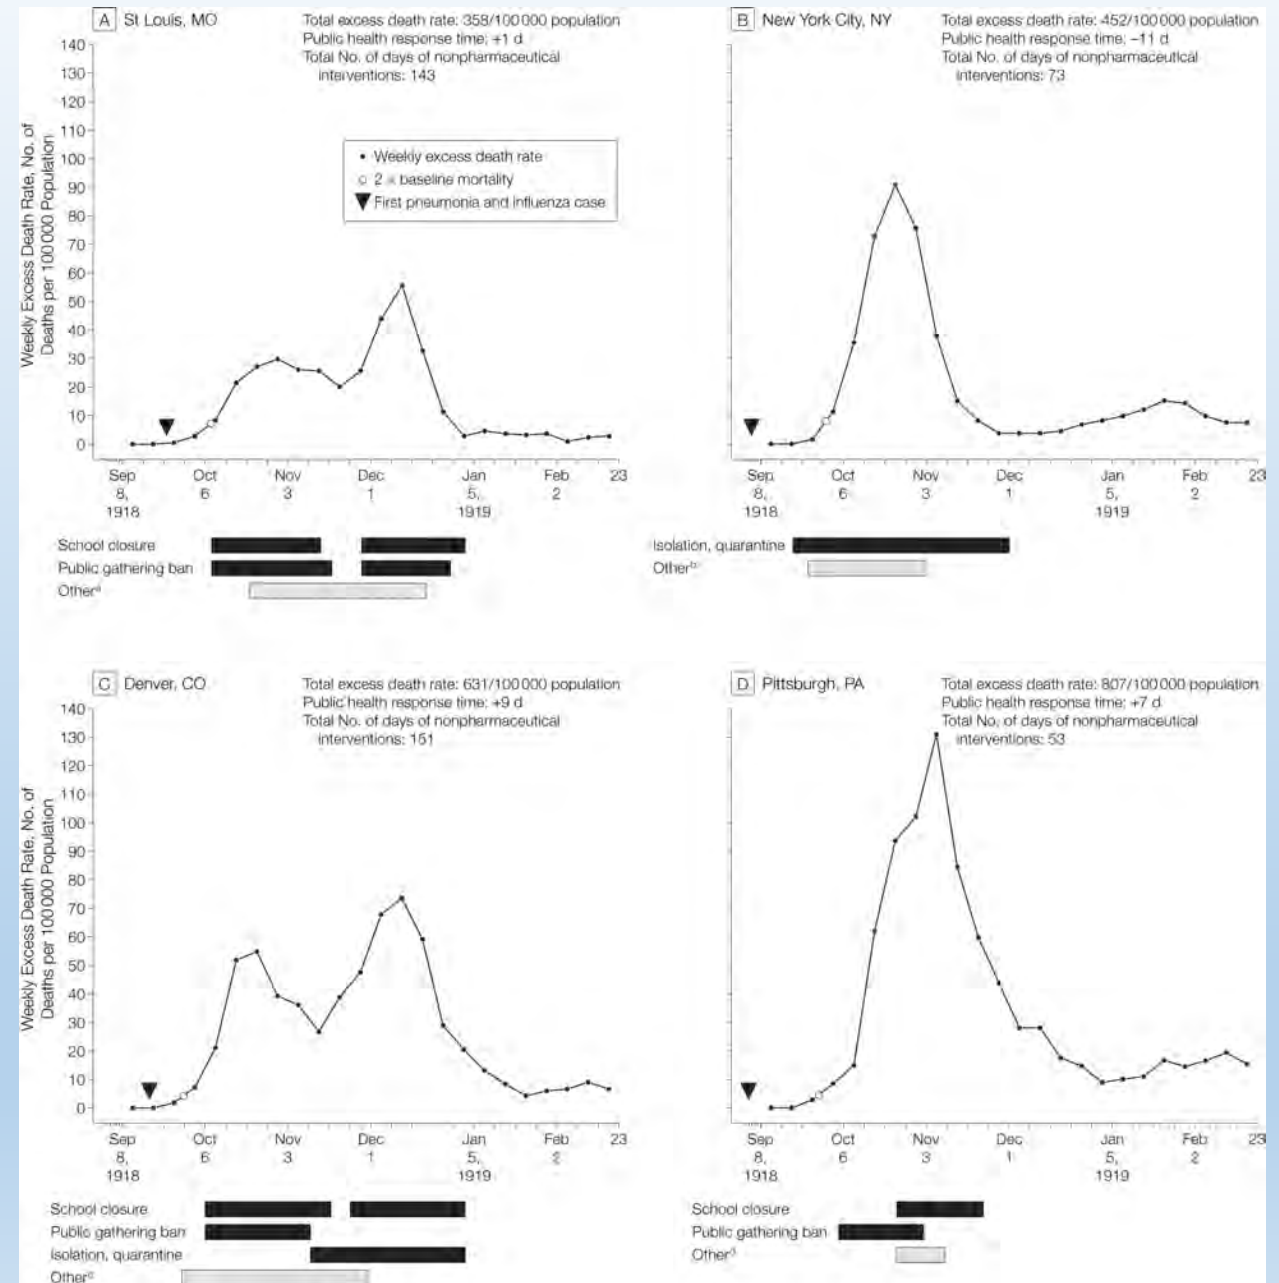 A St Louis, MO
Total excess death rate: 358/100 000 population
Public health response time: +1 d
Total No. of days of nonpharmaceutical
interventions: 143
Weekly Excess Death Rate, No. of
Deaths per 100 000 Population
140
130
120
110
100
90
80
70
60
50
40
30
20
10
0
Weekly excess death rate
2 × baseline mortality
First pneumonia and influenza case
Sep Oct Nov Dec Jan Feb 23
8, 6 3 1 5, 2
1918 1919
School closure
Public gathering ban
Otherᵃ
B New York City, NY
Total excess death rate: 452/100 000 population
Public health response time: –11 d
Total No. of days of nonpharmaceutical
interventions: 73
Sep Oct Nov Dec Jan Feb 23
8, 6 3 1 5, 2
1918 1919
Isolation, quarantine
Otherᵇ
C Denver, CO
Total excess death rate: 631/100 000 population
Public health response time: +9 d
Total No. of days of nonpharmaceutical
interventions: 151
Weekly Excess Death Rate, No. of
Deaths per 100 000 Population
140
130
120
110
100
90
80
70
60
50
40
30
20
10
0
Sep Oct Nov Dec Jan Feb 23
8, 6 3 1 5, 2
1918 1919
School closure
Public gathering ban
Isolation, quarantine
Otherᶜ
D Pittsburgh, PA
Total excess death rate: 807/100 000 population
Public health response time: +7 d
Total No. of days of nonpharmaceutical
interventions: 53
Sep Oct Nov Dec Jan Feb 23
8, 6 3 1 5, 2
1918 1919
School closure
Public gathering ban
Otherᵈ